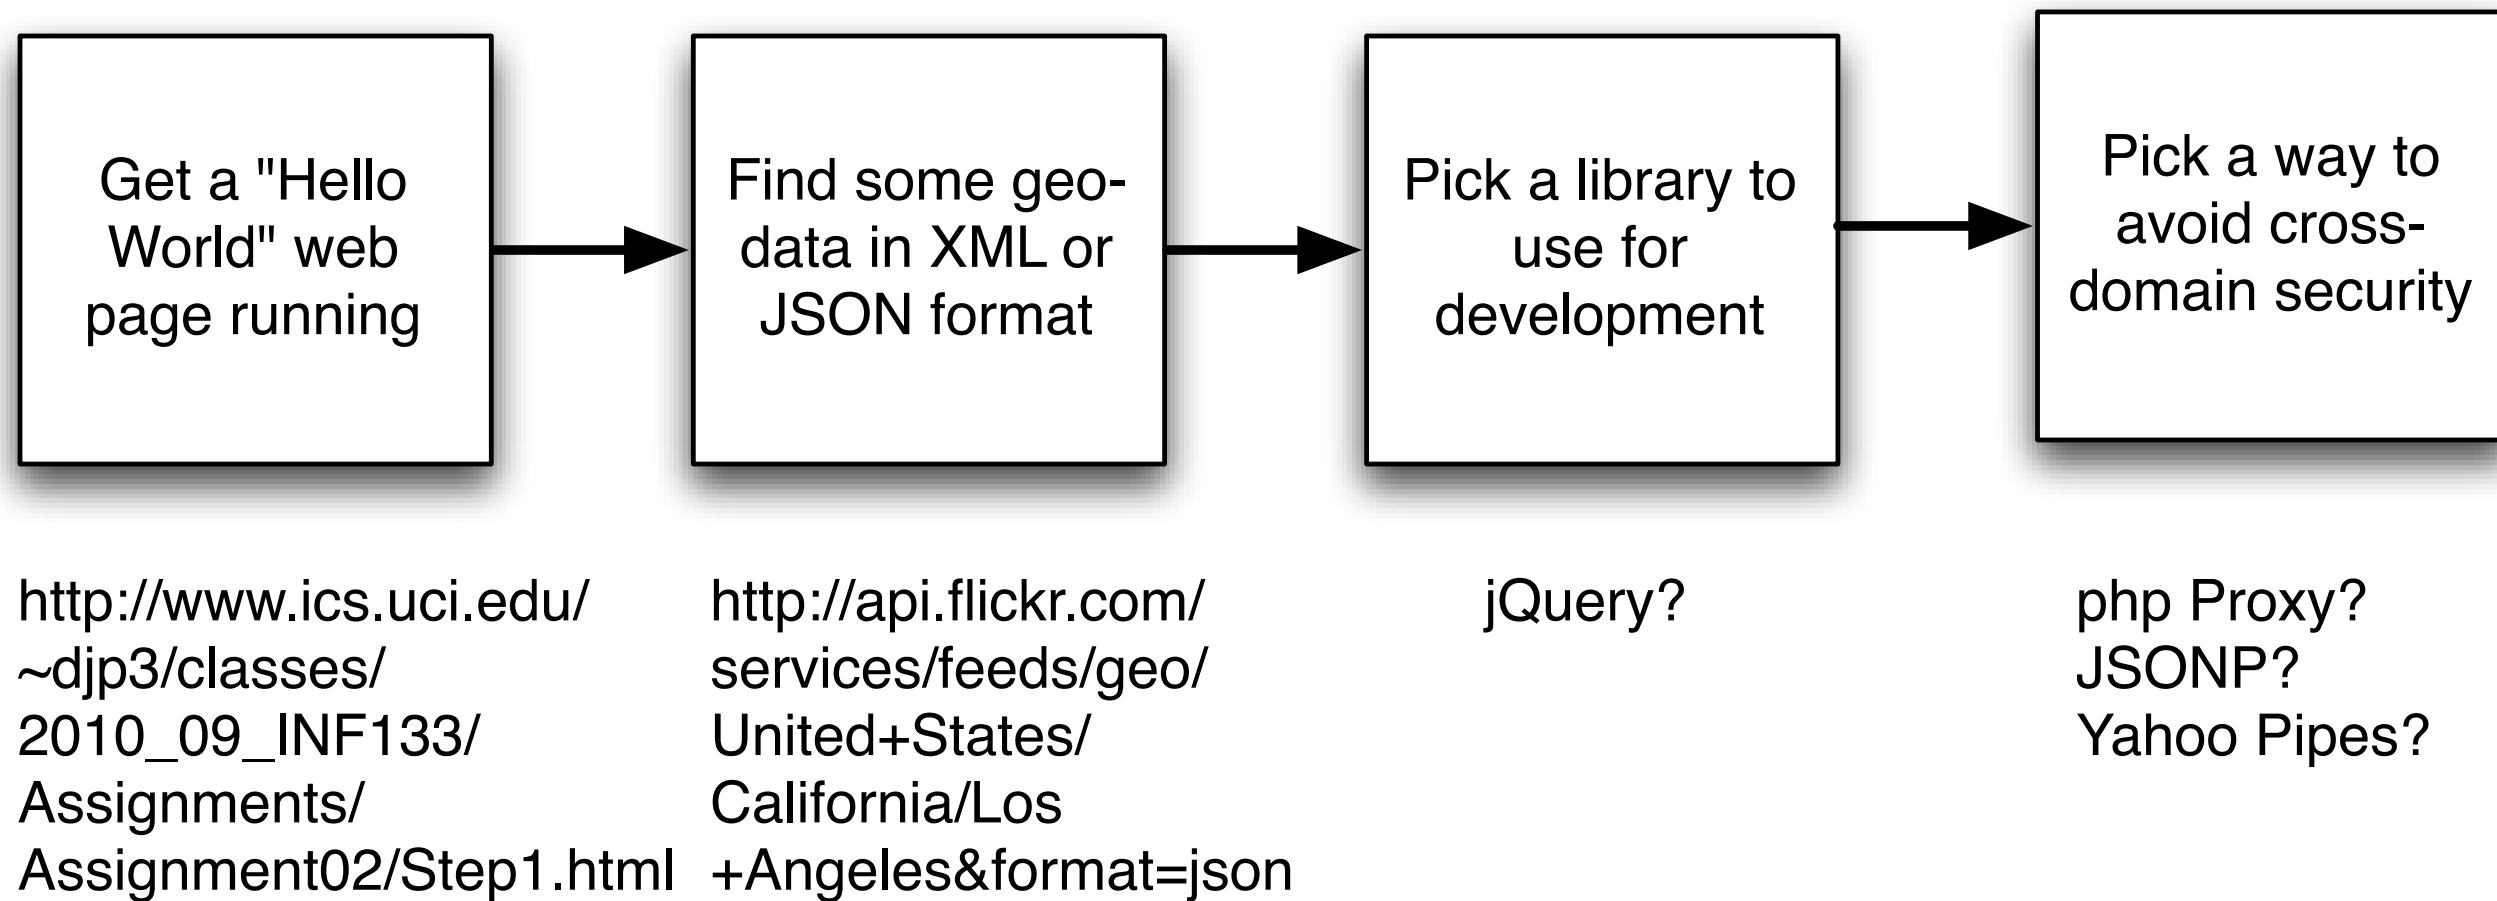 Get a "Hello
World" web
page running
Find some geo-
data in XML or
JSON format
Pick a library to
use for
development
Pick a way to
avoid cross-
domain security
http://www.ics.uci.edu/
~djp3/classes/
2010_09_INF133/
Assignments/
Assignment02/Step1.html
http://api.flickr.com/
services/feeds/geo/
United+States/
California/Los
+Angeles&format=json
jQuery?
php Proxy?
JSONP?
Yahoo Pipes?